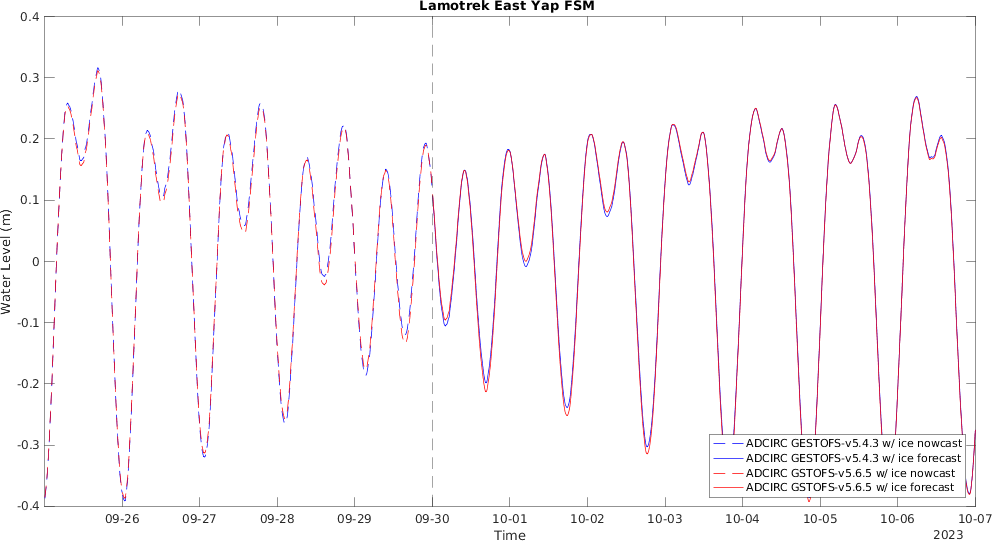 Lamotrek East Yap FSM
0.4
0.3
0.2
0.1
0
-0.1
-0.2
-0.3
-0.4
Water Level (m)
ADCIRC GESTOFS-v5.4.3 w/ ice nowcast
ADCIRC GESTOFS-v5.4.3 w/ ice forecast
ADCIRC GSTOFS-v5.6.5 w/ ice nowcast
ADCIRC GSTOFS-v5.6.5 w/ ice forecast
09-26 09-27 09-28 09-29 09-30 10-01 10-02 10-03 10-04 10-05 10-06 10-07
Time
2023